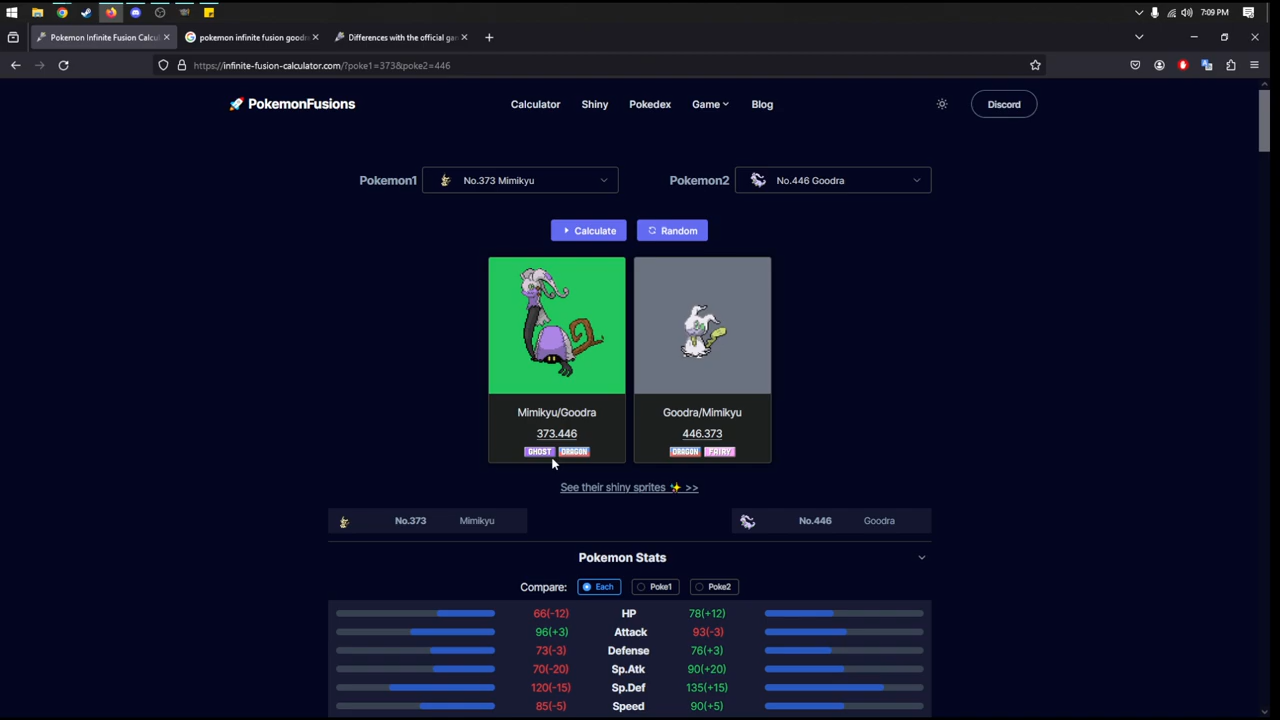 7:09 PM
Pokemon Infinite Fusion Calcul
pokemon infinite fusion goodr
Differences with the official gam
https://infinite-fusion-calculator.com/?poke1=373&poke2=446
PokemonFusions
Calculator
Shiny
Pokedex
Game
Blog
Discord
Pokemon1
No.373 Mimikyu
Pokemon2
No.446 Goodra
Calculate
Random
Mimikyu/Goodra
373.446
GHOST DRAGON
Goodra/Mimikyu
446.373
DRAGON FAIRY
See their shiny sprites ✨ >>
No.373 Mimikyu
No.446 Goodra
Pokemon Stats
Compare: Each Poke1 Poke2
66(-12) HP 78(+12)
96(+3) Attack 93(-3)
73(-3) Defense 76(+3)
70(-20) Sp.Atk 90(+20)
120(-15) Sp.Def 135(+15)
85(-5) Speed 90(+5)